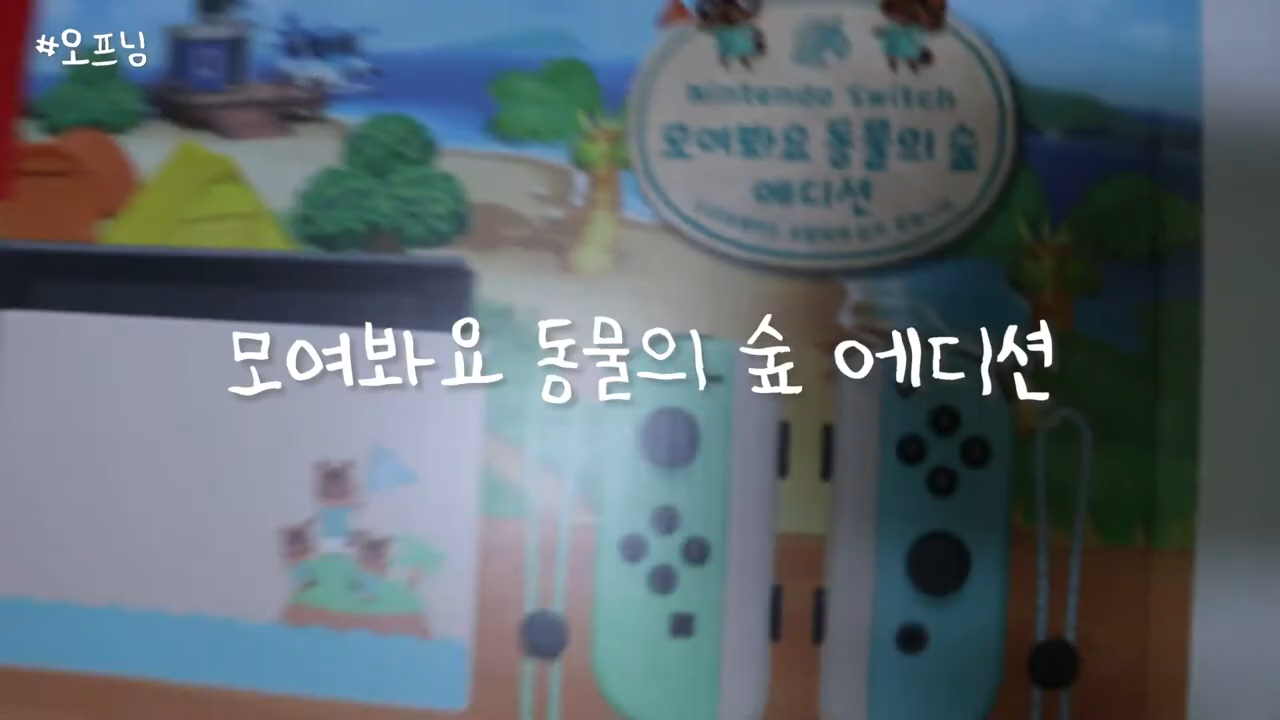 #오프닝
Nintendo Switch
모여봐요 동물의 숲
에디션
모여봐요 동물의 숲 에디션